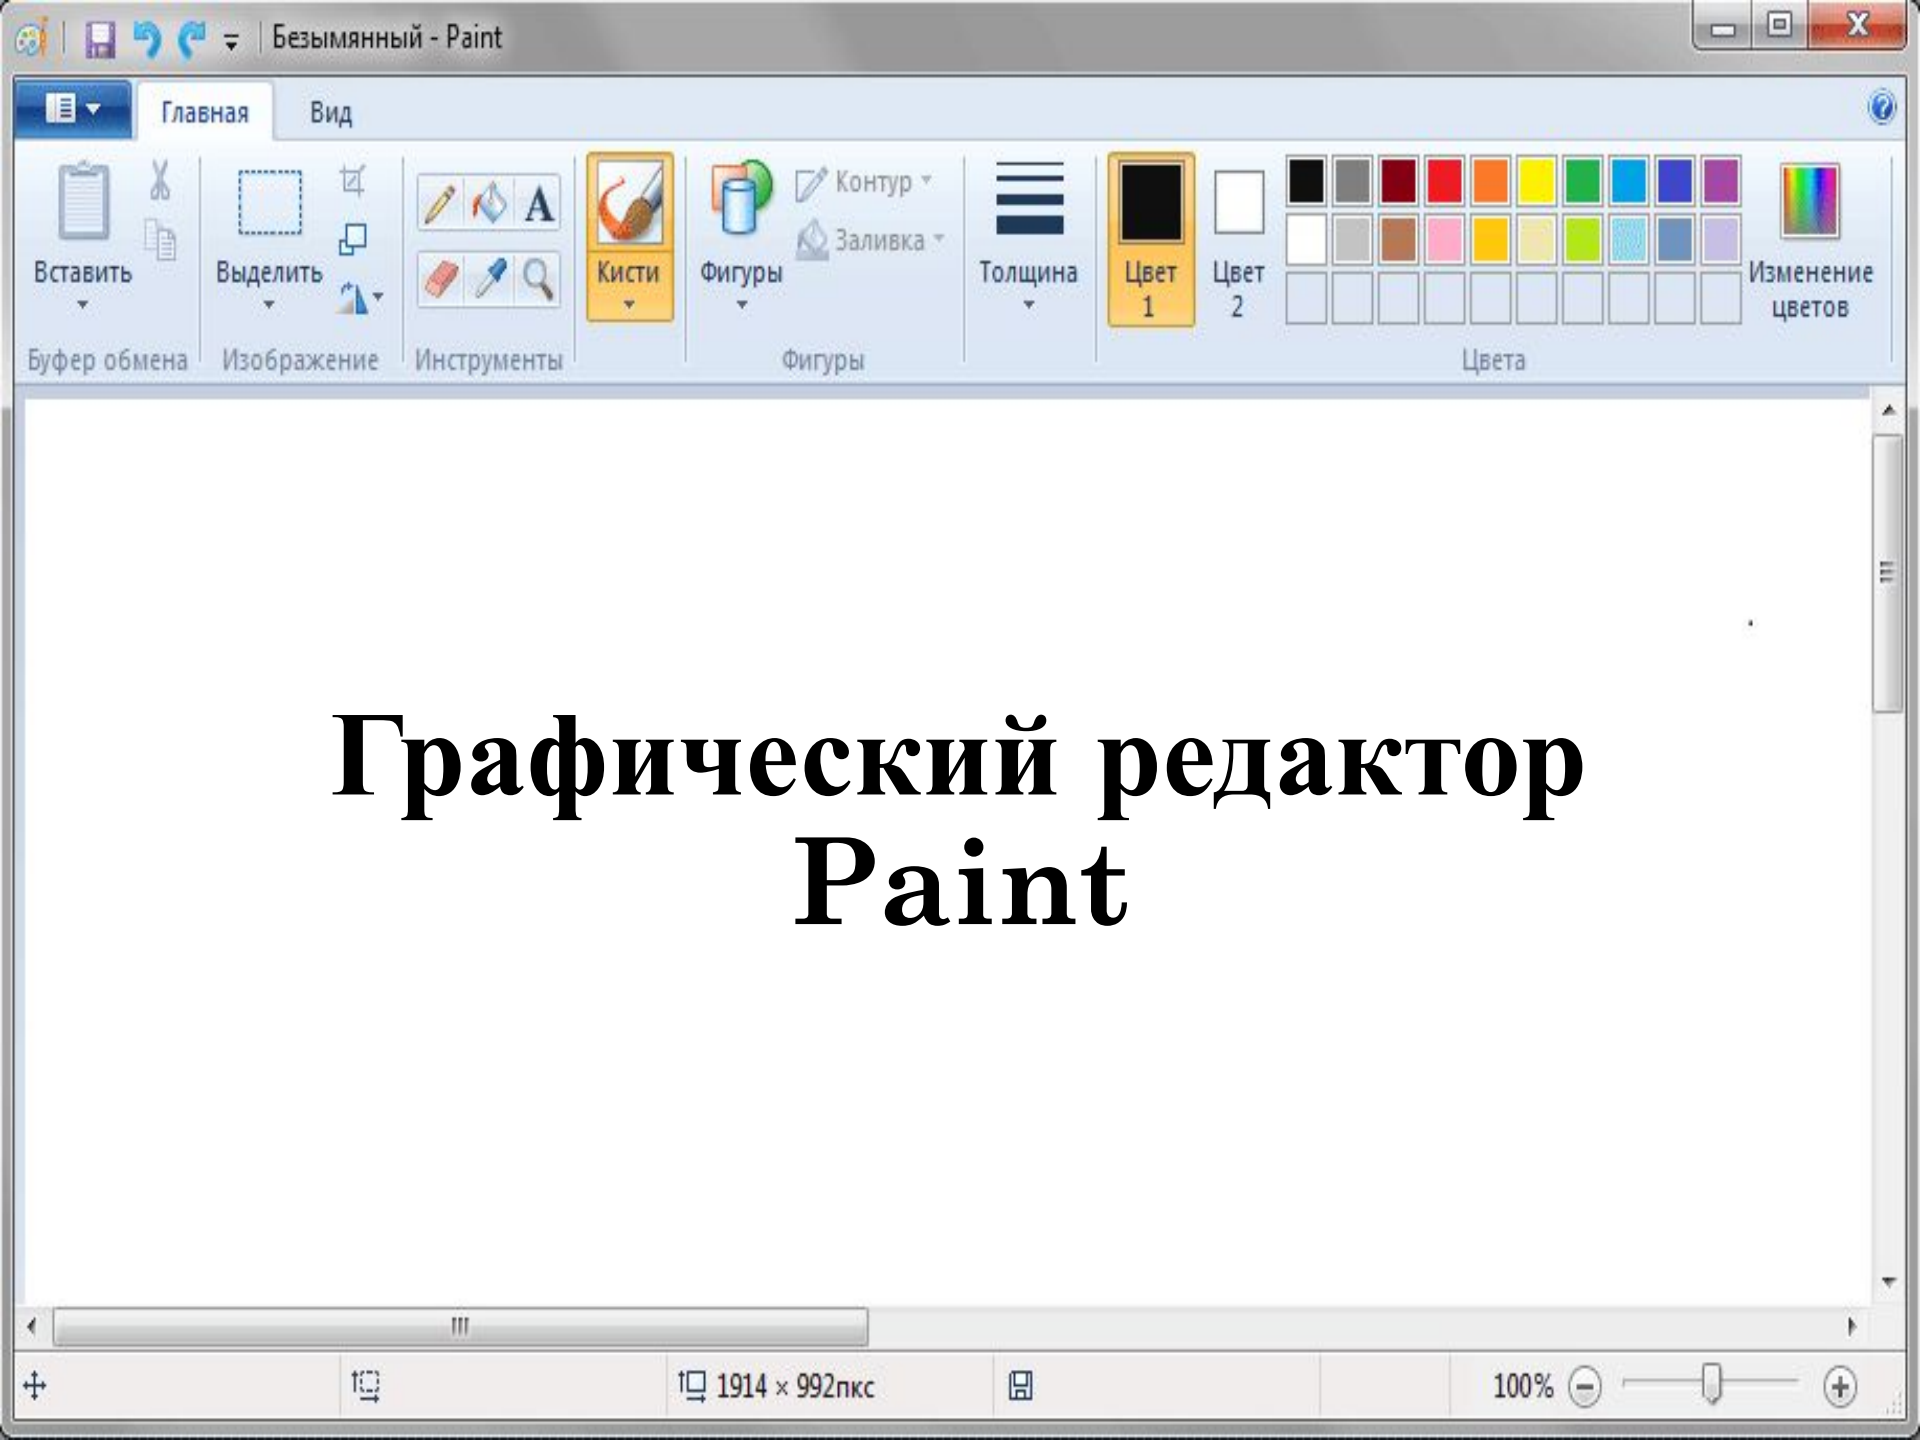 Безымянный - Paint
Главная Вид
Вставить
Выделить
A
Кисти
Фигуры
Контур
Заливка
Толщина
Цвет 1
Цвет 2
Изменение цветов
Буфер обмена Изображение Инструменты Фигуры Цвета
Графический редактор
Paint
1914 × 992пкс 100%